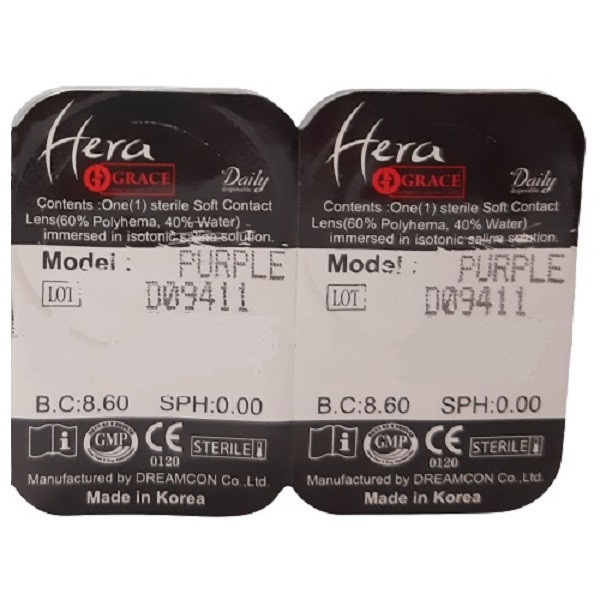 Hera
GRACE
Daily
Disposable
Contents :One(1) sterile Soft Contact
Lens(60% Polyhema, 40% Water)
immersed in isotonic saline solution.
Model : PURPLE
LOT D09411
B.C:8.60 SPH:0.00
GMP CE 0120 STERILE
Manufactured by DREAMCON Co.,Ltd.
Made in Korea
Hera
GRACE
Daily
Disposable
Contents :One(1) sterile Soft Contact
Lens(60% Polyhema, 40% Water)
immersed in isotonic saline solution.
Model : PURPLE
LOT D09411
B.C:8.60 SPH:0.00
GMP CE 0120 STERILE
Manufactured by DREAMCON Co.,Ltd.
Made in Korea